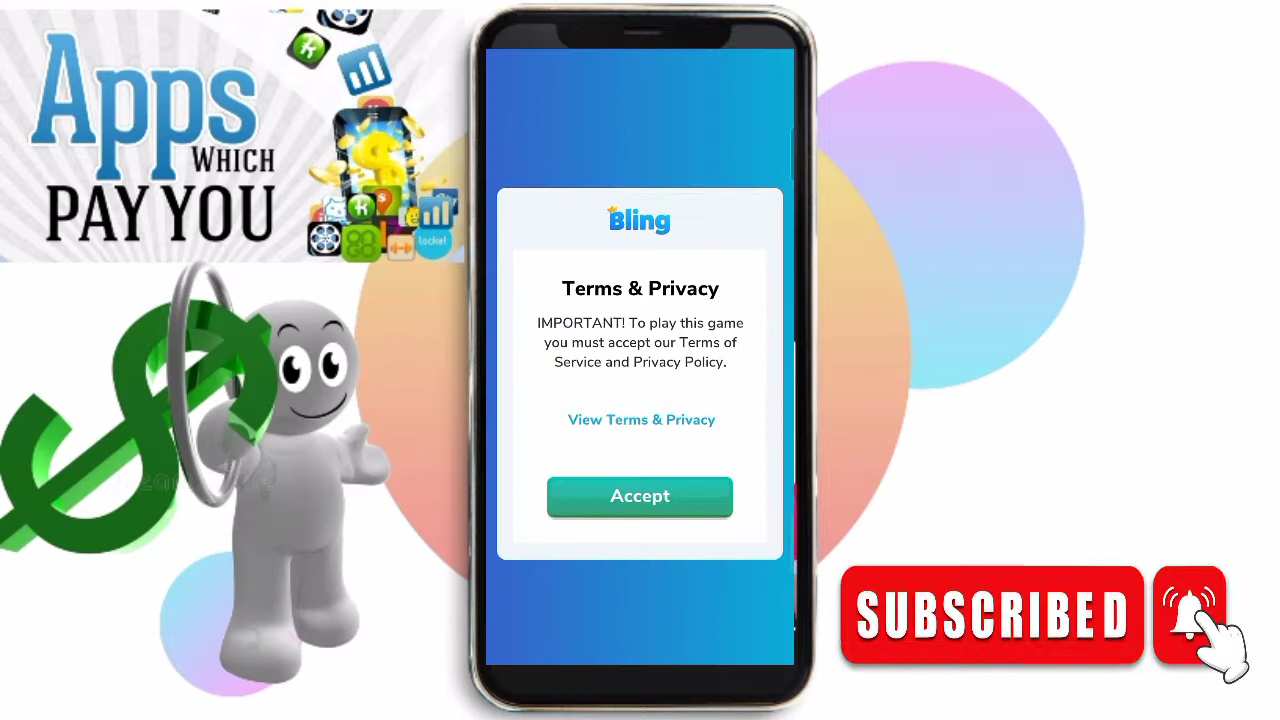 Apps
WHICH
PAY YOU
locket
Bling
Terms & Privacy
IMPORTANT! To play this game
you must accept our Terms of
Service and Privacy Policy.
View Terms & Privacy
Accept
SUBSCRIBED